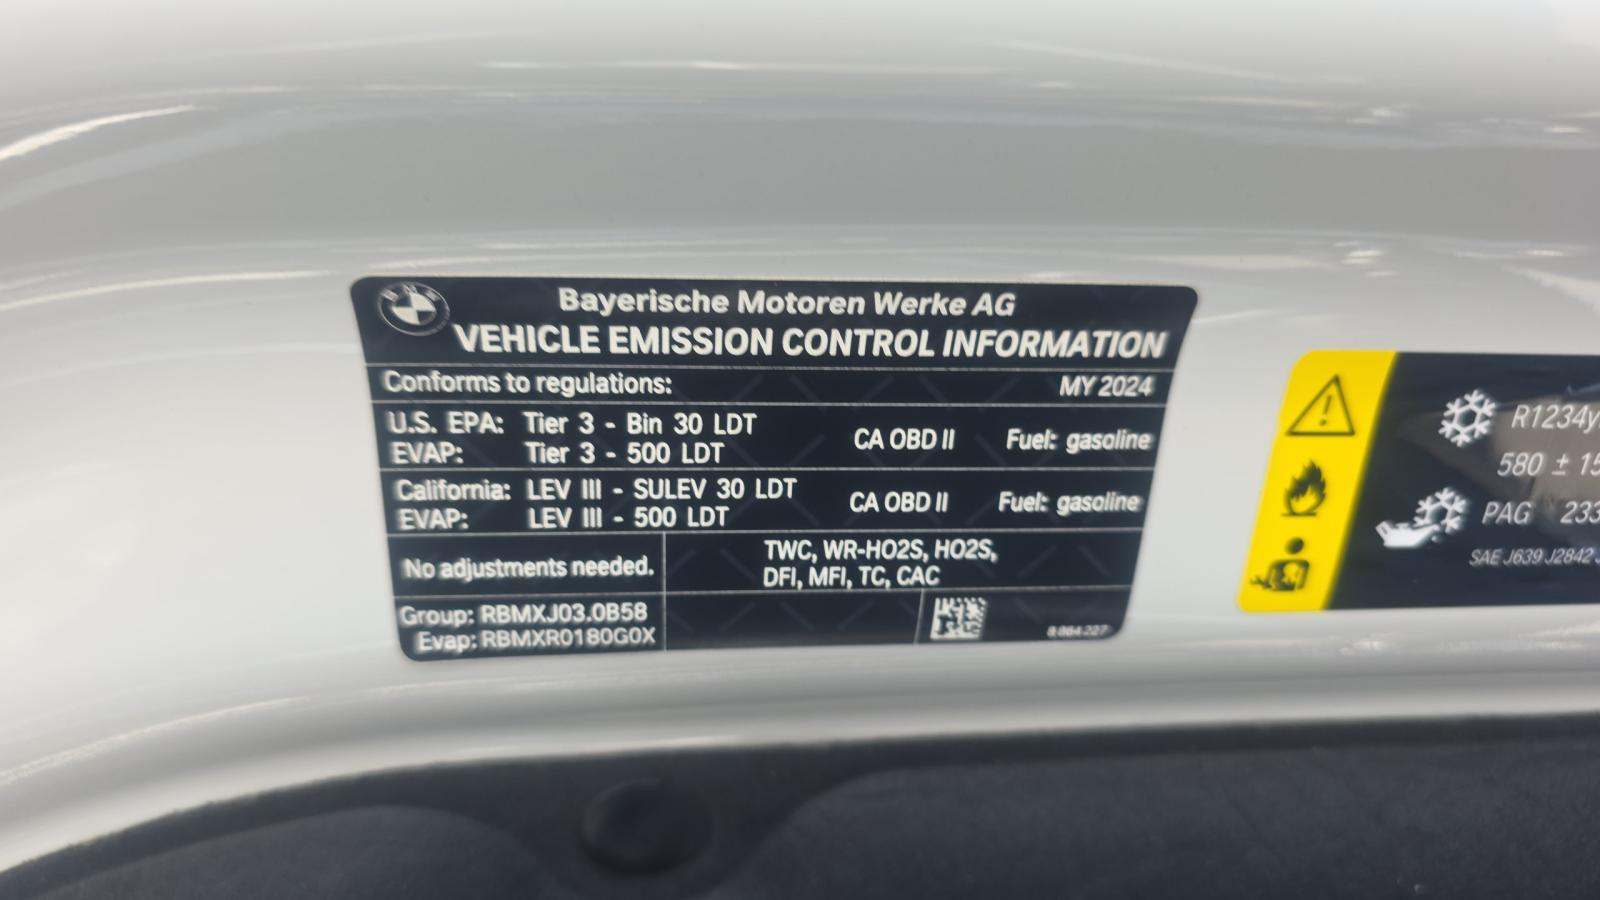 BMW
Bayerische Motoren Werke AG
VEHICLE EMISSION CONTROL INFORMATION
Conforms to regulations: MY 2024
U.S. EPA: Tier 3 - Bin 30 LDT
EVAP: Tier 3 - 500 LDT
CA OBD II Fuel: gasoline
California: LEV III - SULEV 30 LDT
EVAP: LEV III - 500 LDT
CA OBD II Fuel: gasoline
No adjustments needed.
TWC, WR-HO2S, HO2S,
DFI, MFI, TC, CAC
Group: RBMXJ03.0B58
Evap: RBMXR0180G0X
R1234y
580 ± 15
PAG 233
SAE J639 J2842